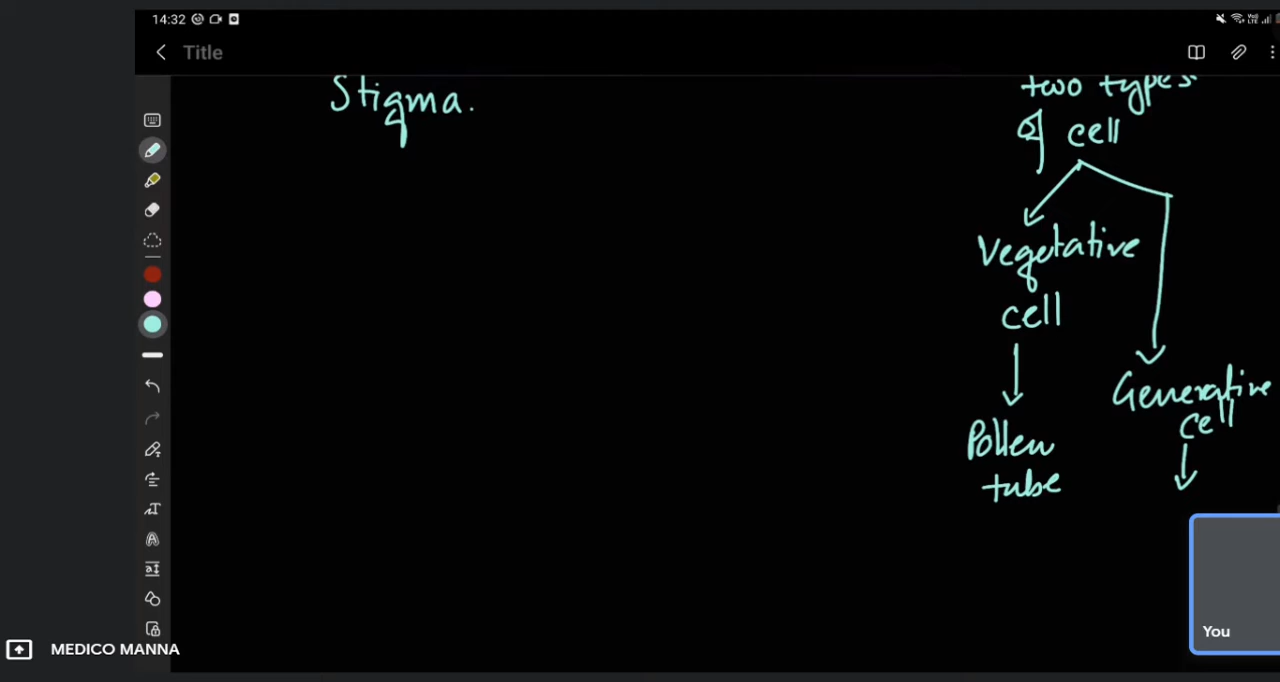 14:32
Title
Stigma.
two types
of cell
Vegetative
cell
Generative
cell
Pollen
tube
You
MEDICO MANNA